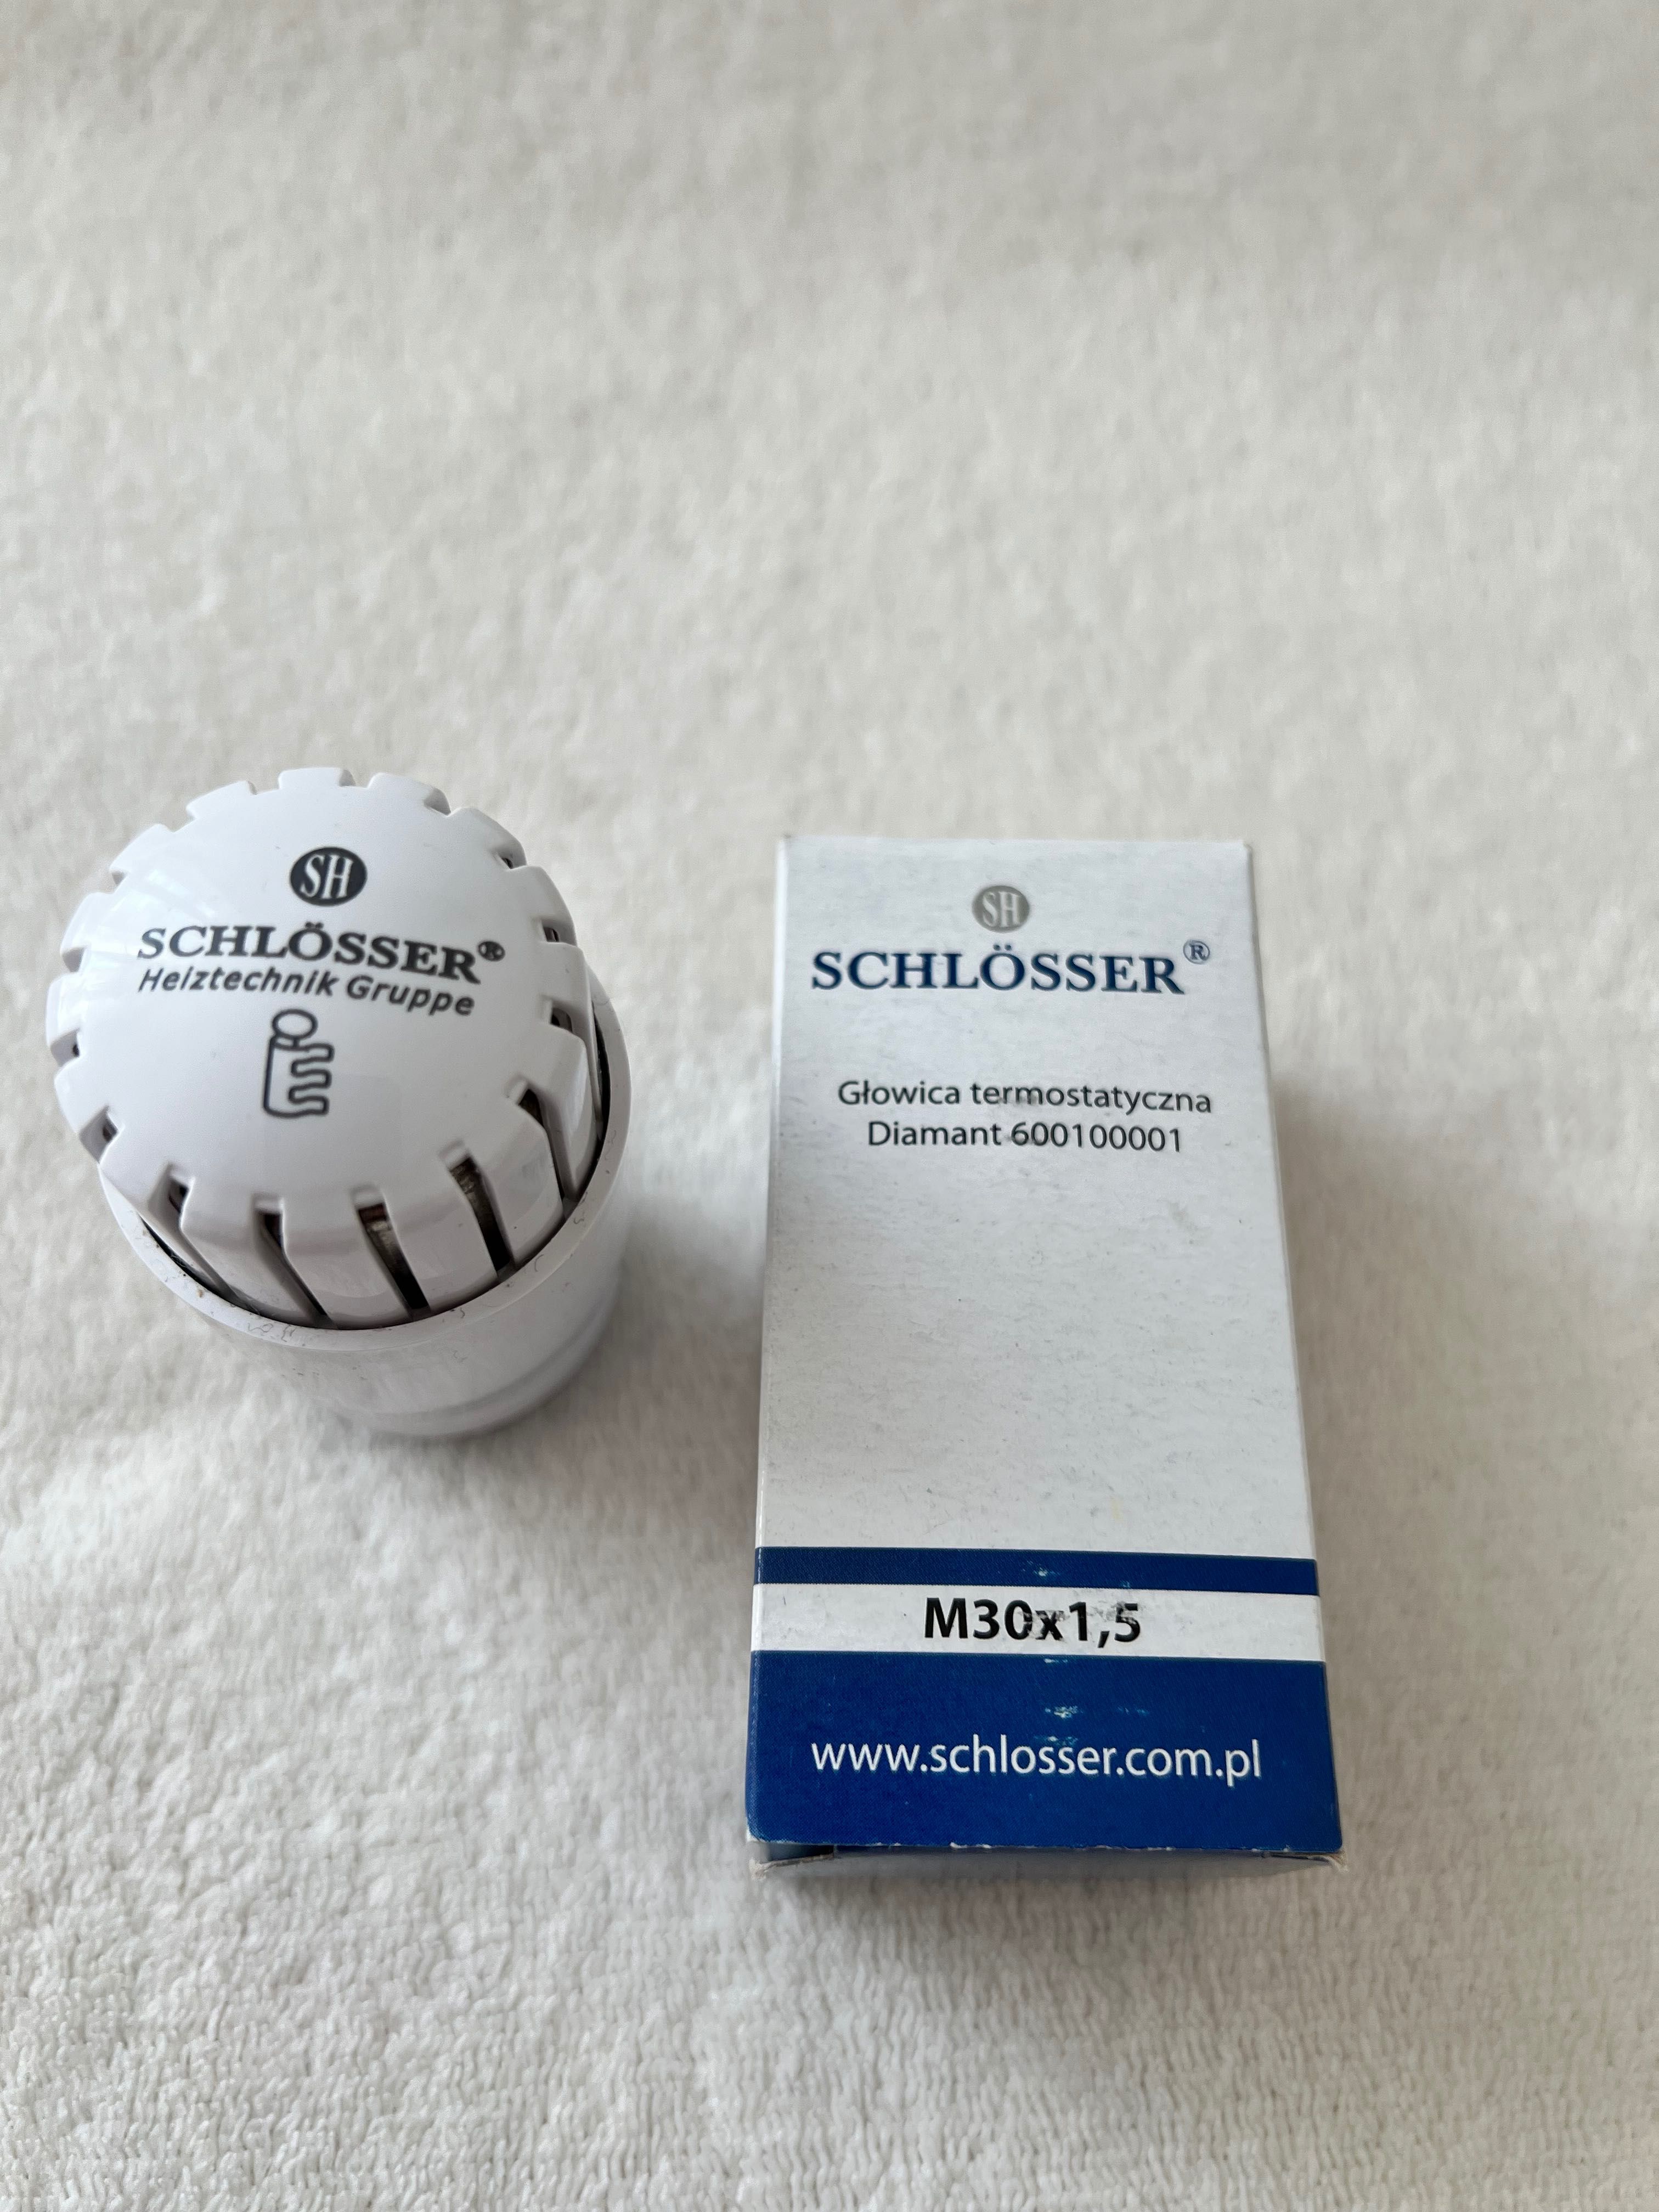 SH
SCHLÖSSER®
Heiztechnik Gruppe
SH
SCHLÖSSER®
Głowica termostatyczna
Diamant 600100001
M30x1,5
www.schlosser.com.pl